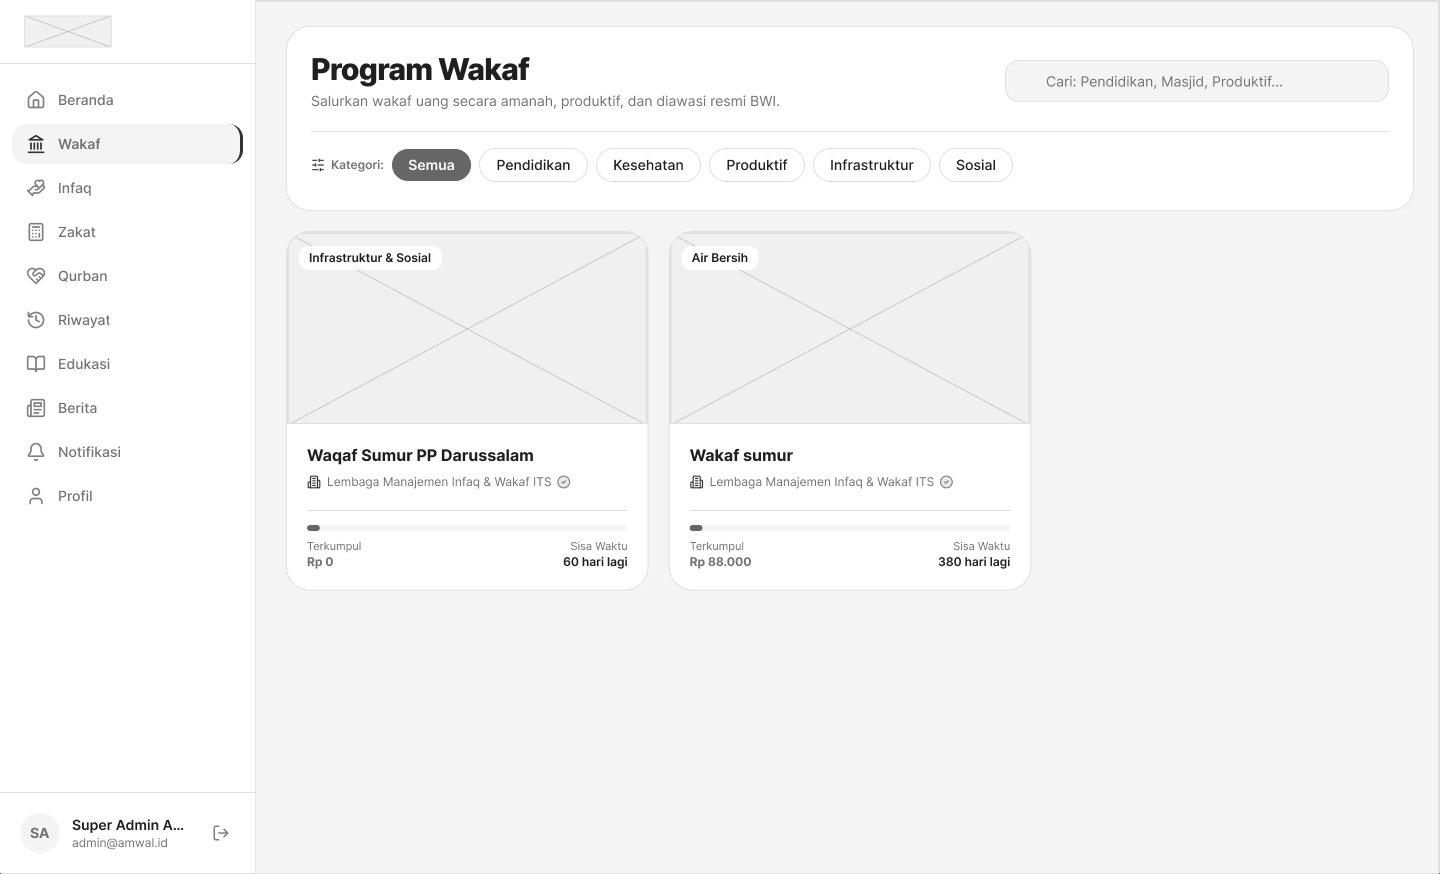 Beranda
Wakaf
Infaq
Zakat
Qurban
Riwayat
Edukasi
Berita
Notifikasi
Profil
SA
Super Admin A...
admin@amwal.id
Program Wakaf
Salurkan wakaf uang secara amanah, produktif, dan diawasi resmi BWI.
Cari: Pendidikan, Masjid, Produktif...
Kategori: Semua Pendidikan Kesehatan Produktif Infrastruktur Sosial
Infrastruktur & Sosial
Waqaf Sumur PP Darussalam
Lembaga Manajemen Infaq & Wakaf ITS
Terkumpul Sisa Waktu
Rp 0 60 hari lagi
Air Bersih
Wakaf sumur
Lembaga Manajemen Infaq & Wakaf ITS
Terkumpul Sisa Waktu
Rp 88.000 380 hari lagi